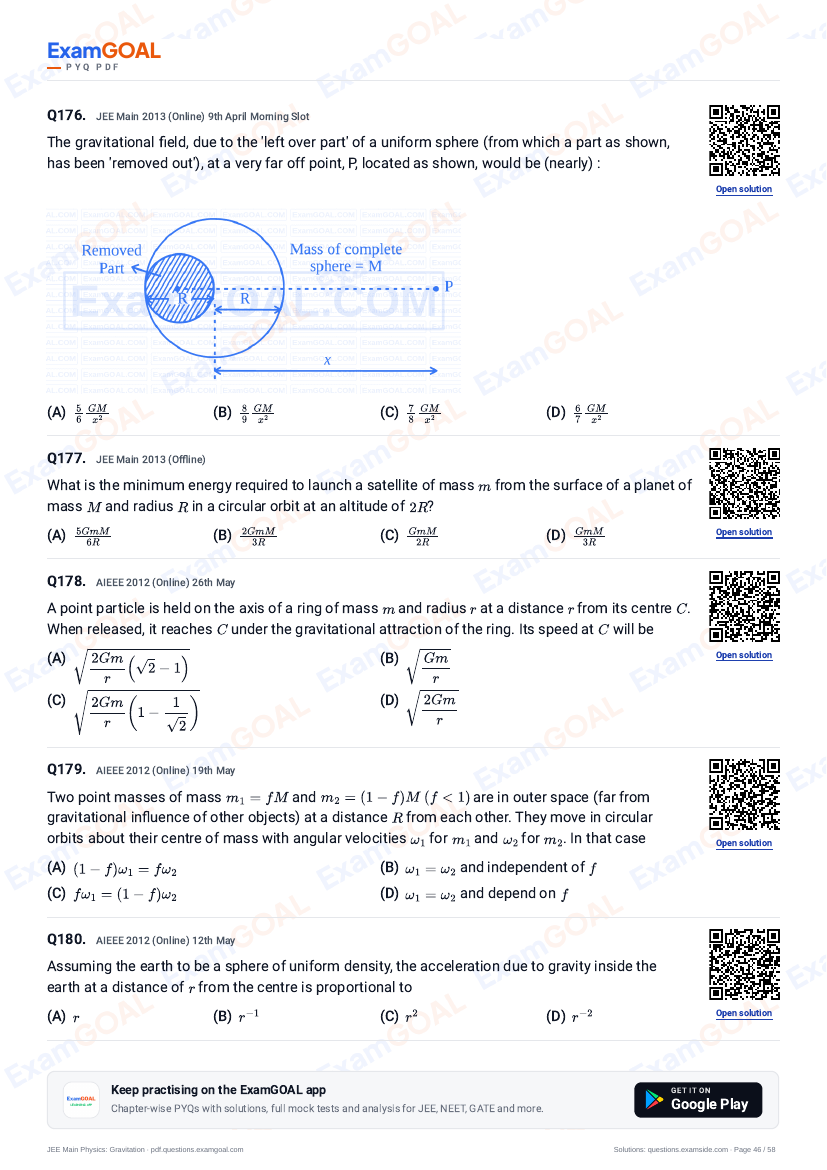 ExamGOAL
PYQ PDF
Q176. JEE Main 2013 (Online) 9th April Morning Slot
The gravitational field, due to the 'left over part' of a uniform sphere (from which a part as shown,
has been 'removed out'), at a very far off point, P, located as shown, would be (nearly) :
Open solution
Removed
Part
Mass of complete
sphere = M
R
R
P
x
ExamGOAL.COM
(A) 5/6 GM/x² (B) 8/9 GM/x² (C) 7/8 GM/x² (D) 6/7 GM/x²
Q177. JEE Main 2013 (Offline)
What is the minimum energy required to launch a satellite of mass m from the surface of a planet of
mass M and radius R in a circular orbit at an altitude of 2R?
Open solution
(A) 5GmM/6R (B) 2GmM/3R (C) GmM/2R (D) GmM/3R
Q178. AIEEE 2012 (Online) 26th May
A point particle is held on the axis of a ring of mass m and radius r at a distance r from its centre C.
When released, it reaches C under the gravitational attraction of the ring. Its speed at C will be
Open solution
(A) √(2Gm/r (√2 − 1)) (B) √(Gm/r)
(C) √(2Gm/r (1 − 1/√2)) (D) √(2Gm/r)
Q179. AIEEE 2012 (Online) 19th May
Two point masses of mass m₁ = fM and m₂ = (1 − f)M (f < 1) are in outer space (far from
gravitational influence of other objects) at a distance R from each other. They move in circular
orbits about their centre of mass with angular velocities ω₁ for m₁ and ω₂ for m₂. In that case
Open solution
(A) (1 − f)ω₁ = fω₂ (B) ω₁ = ω₂ and independent of f
(C) fω₁ = (1 − f)ω₂ (D) ω₁ = ω₂ and depend on f
Q180. AIEEE 2012 (Online) 12th May
Assuming the earth to be a sphere of uniform density, the acceleration due to gravity inside the
earth at a distance of r from the centre is proportional to
Open solution
(A) r (B) r⁻¹ (C) r² (D) r⁻²
ExamGOAL
Keep practising on the ExamGOAL app
Chapter-wise PYQs with solutions, full mock tests and analysis for JEE, NEET, GATE and more.
GET IT ON
Google Play
JEE Main Physics: Gravitation · pdf.questions.examgoal.com
Solutions: questions.examside.com · Page 46 / 58